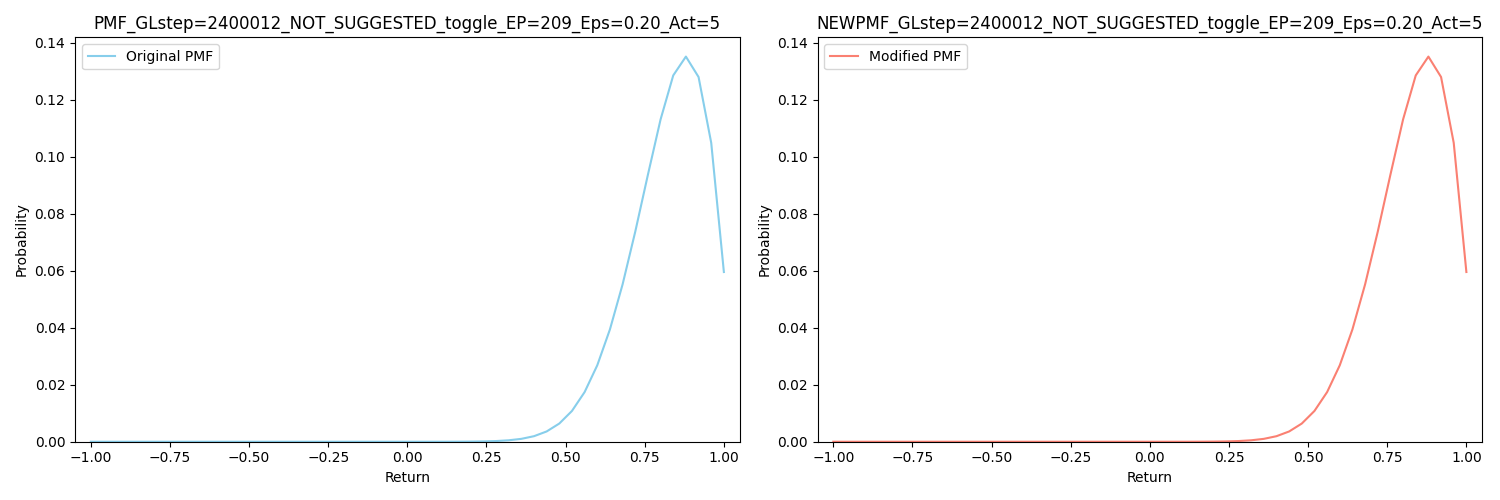 PMF_GLstep=2400012_NOT_SUGGESTED_toggle_EP=209_Eps=0.20_Act=5
Original PMF
0.14
0.12
0.10
0.08
0.06
0.04
0.02
0.00
Probability
−1.00 −0.75 −0.50 −0.25 0.00 0.25 0.50 0.75 1.00
Return
NEWPMF_GLstep=2400012_NOT_SUGGESTED_toggle_EP=209_Eps=0.20_Act=5
Modified PMF
0.14
0.12
0.10
0.08
0.06
0.04
0.02
0.00
Probability
−1.00 −0.75 −0.50 −0.25 0.00 0.25 0.50 0.75 1.00
Return